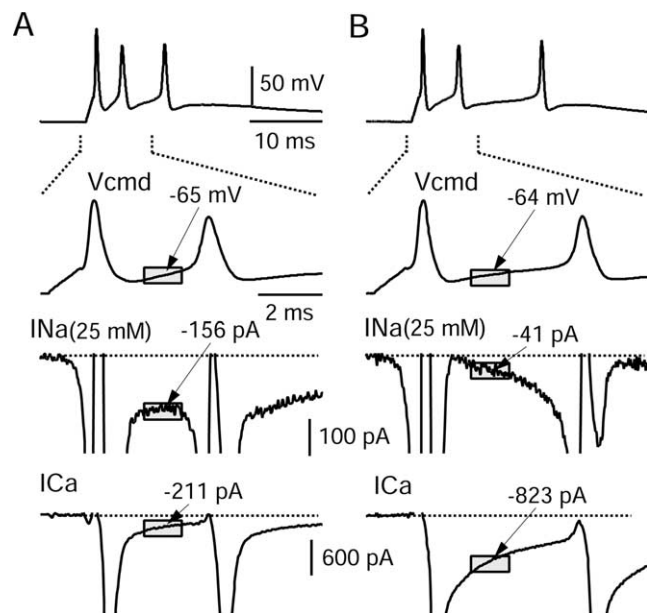 A
B
50 mV
10 ms
Vcmd
Vcmd
-65 mV
-64 mV
2 ms
INa(25 mM)
INa(25 mM)
-156 pA
-41 pA
100 pA
ICa
ICa
-211 pA
-823 pA
600 pA